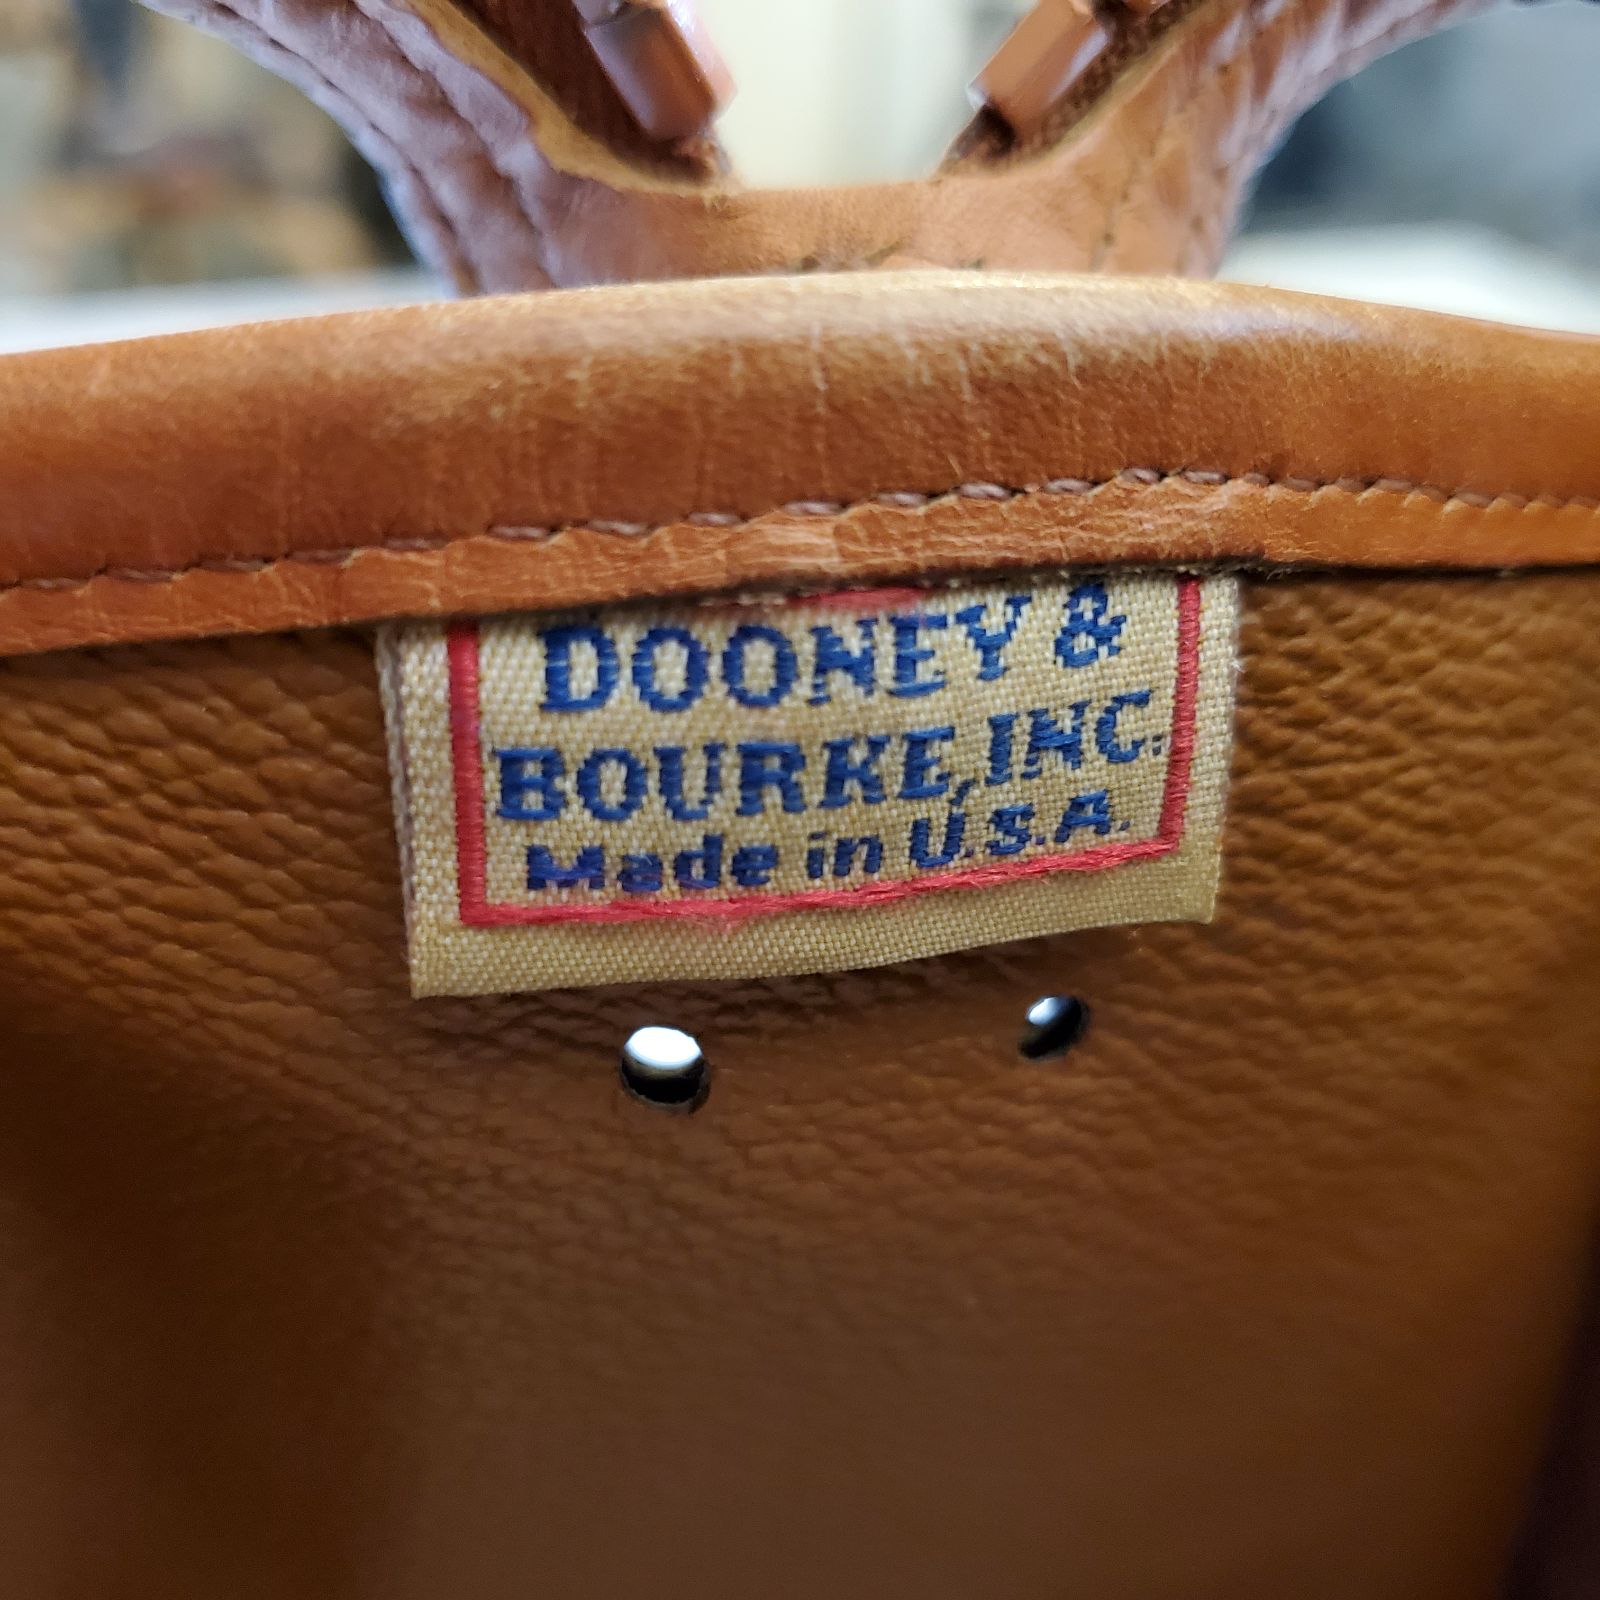 DOONEY &
BOURKE, INC.
Made in U.S.A.